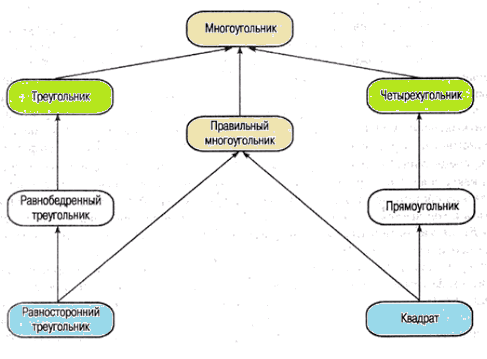 Многоугольник
Треугольник
Четырехугольник
Правильный
многоугольник
Равнобедренный
треугольник
Прямоугольник
Равносторонний
треугольник
Квадрат